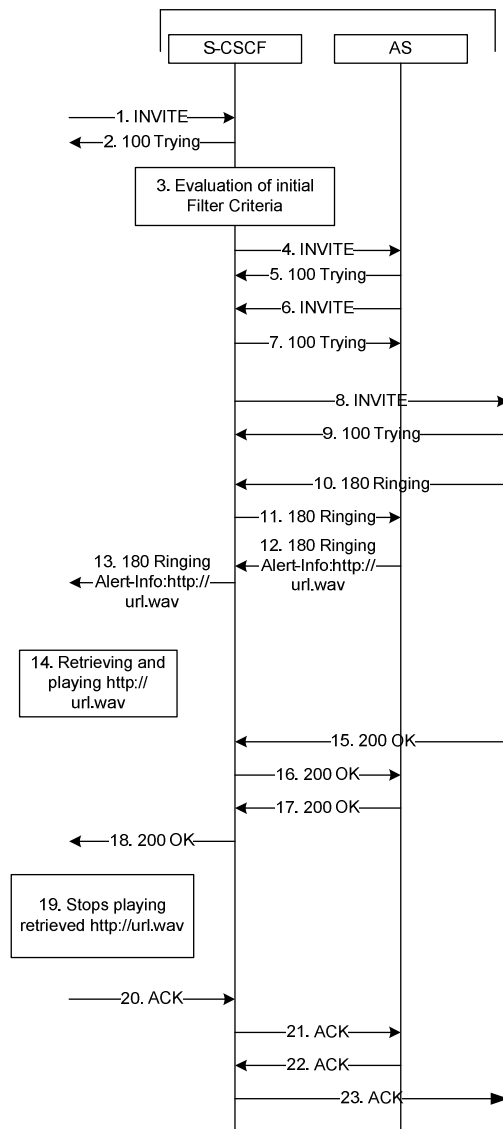 S-CSCF
AS
1. INVITE
2. 100 Trying
3. Evaluation of initial
Filter Criteria
4. INVITE
5. 100 Trying
6. INVITE
7. 100 Trying
8. INVITE
9. 100 Trying
10. 180 Ringing
11. 180 Ringing
12. 180 Ringing
Alert-Info:http://
url.wav
13. 180 Ringing
Alert-Info:http://
url.wav
14. Retrieving and
playing http://
url.wav
15. 200 OK
16. 200 OK
17. 200 OK
18. 200 OK
19. Stops playing
retrieved http://url.wav
20. ACK
21. ACK
22. ACK
23. ACK